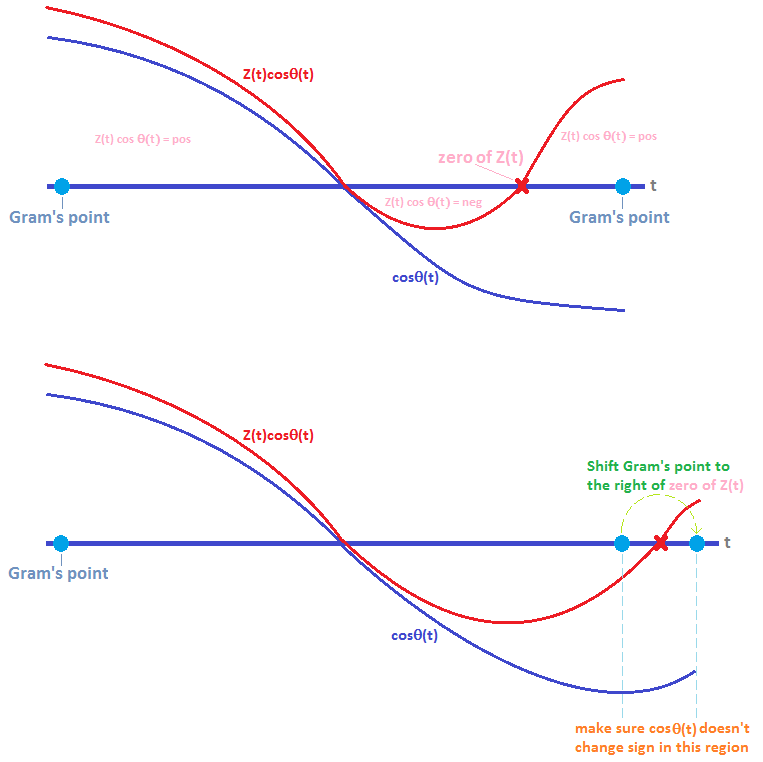 Z(t)cosθ(t)
Z(t) cos θ(t) = pos
zero of Z(t)
Z(t) cos θ(t) = pos
t
Z(t) cos θ(t) = neg
Gram's point
Gram's point
cosθ(t)
Z(t)cosθ(t)
Shift Gram's point to
the right of zero of Z(t)
t
Gram's point
cosθ(t)
make sure cosθ(t) doesn't
change sign in this region